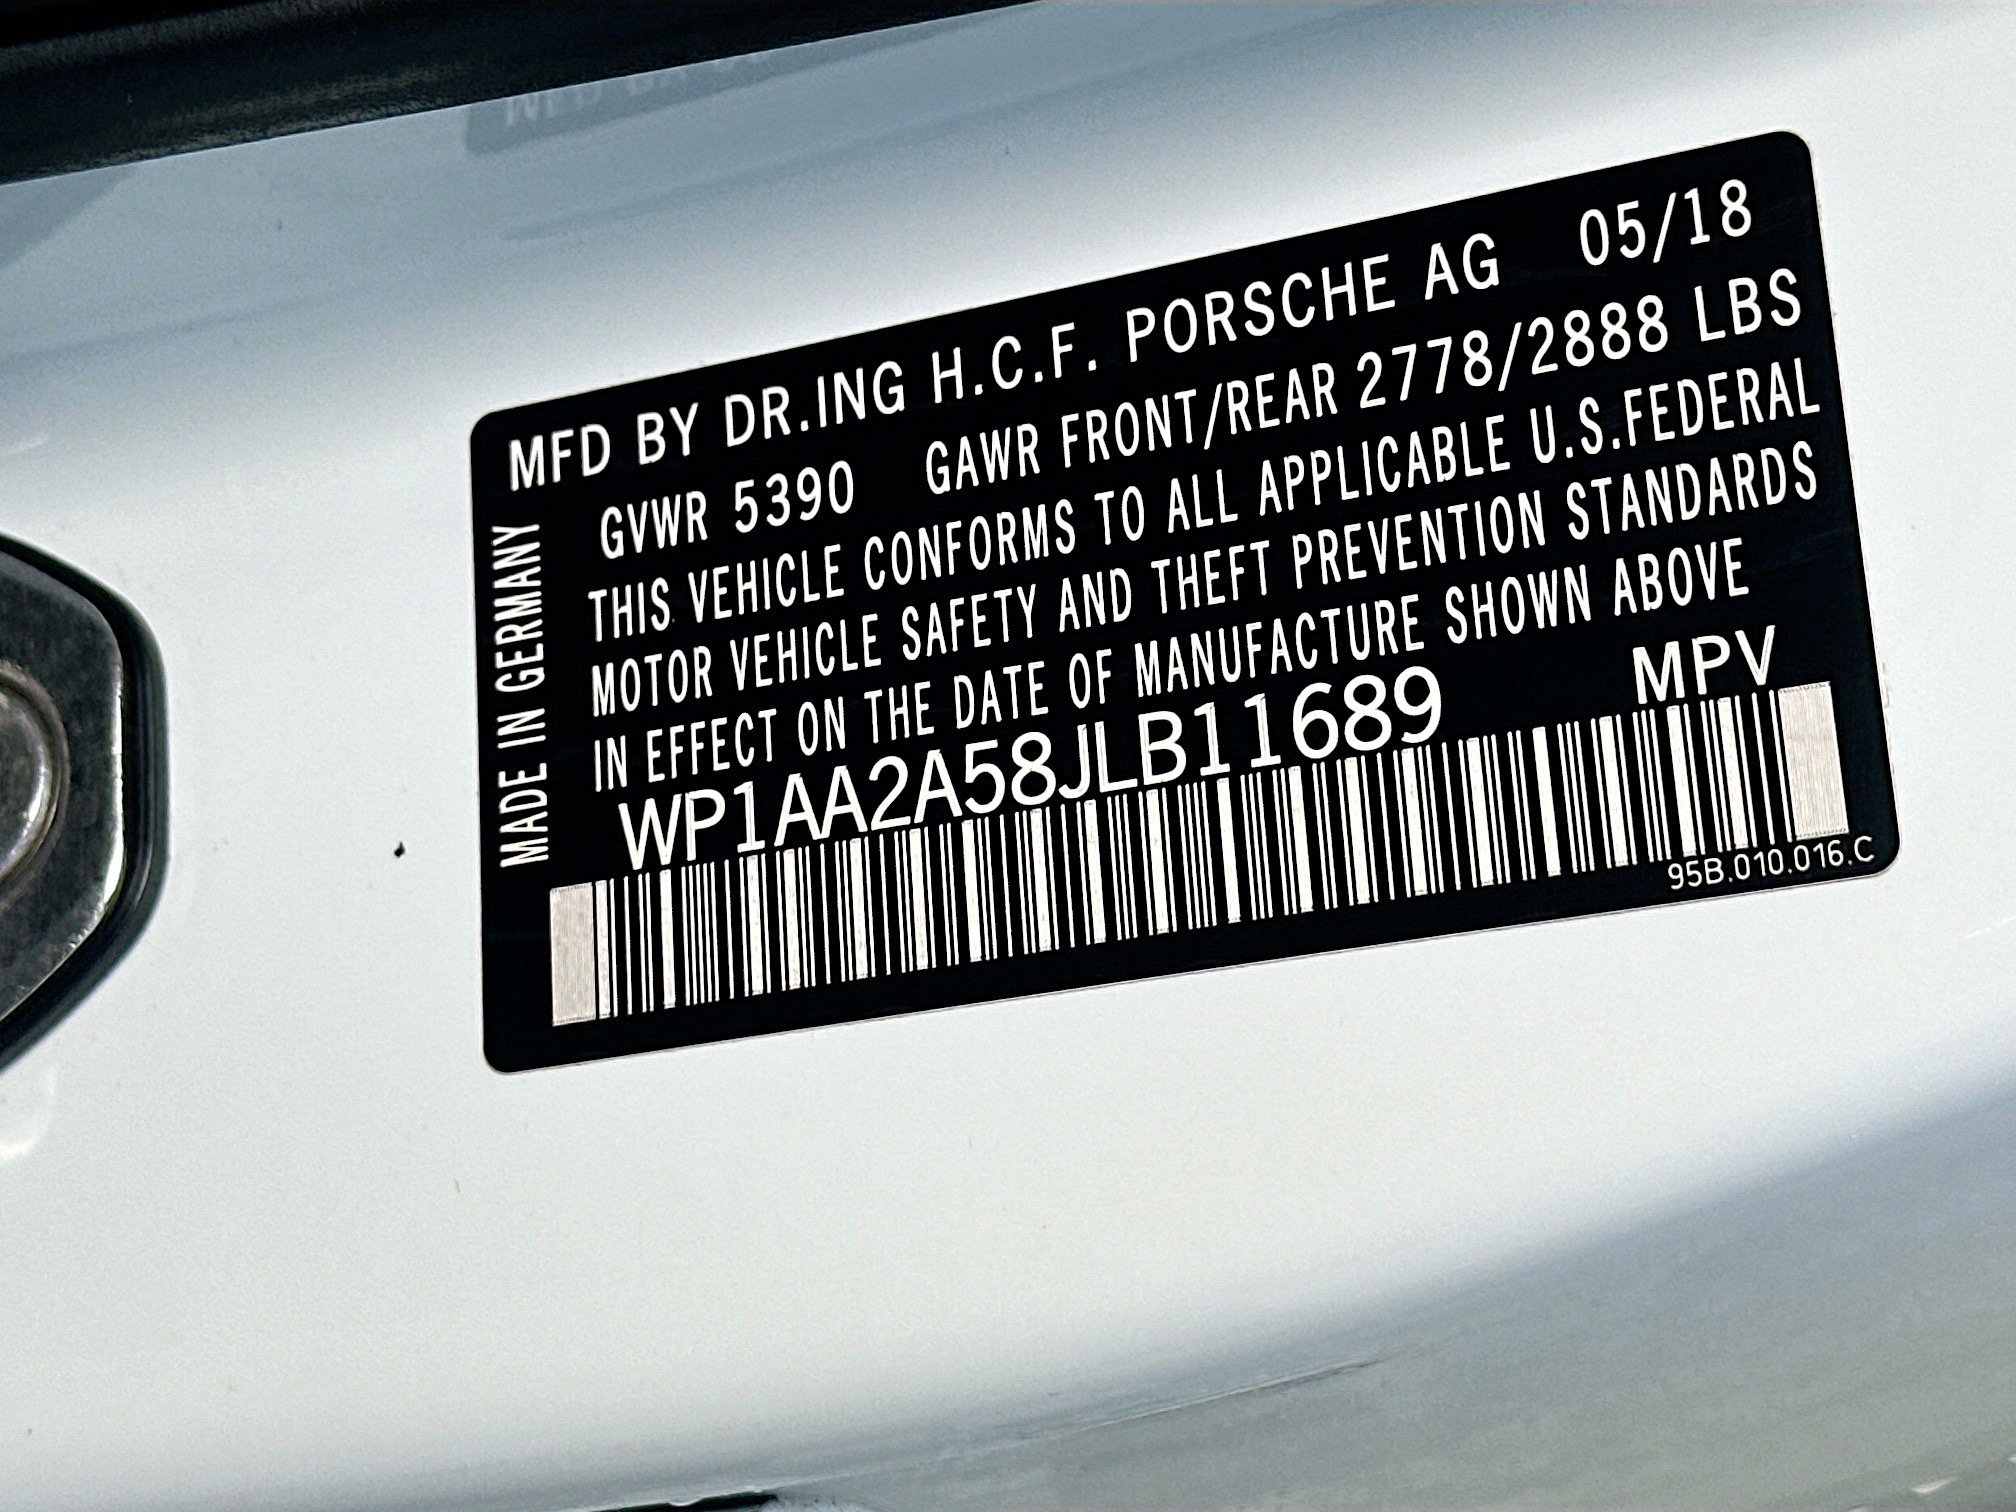 MFD BY DR.ING H.C.F. PORSCHE AG 05/18
GVWR 5390 GAWR FRONT/REAR 2778/2888 LBS
THIS VEHICLE CONFORMS TO ALL APPLICABLE U.S.FEDERAL
MOTOR VEHICLE SAFETY AND THEFT PREVENTION STANDARDS
IN EFFECT ON THE DATE OF MANUFACTURE SHOWN ABOVE
WP1AA2A58JLB11689 MPV
95B.010.016.C
MADE IN GERMANY